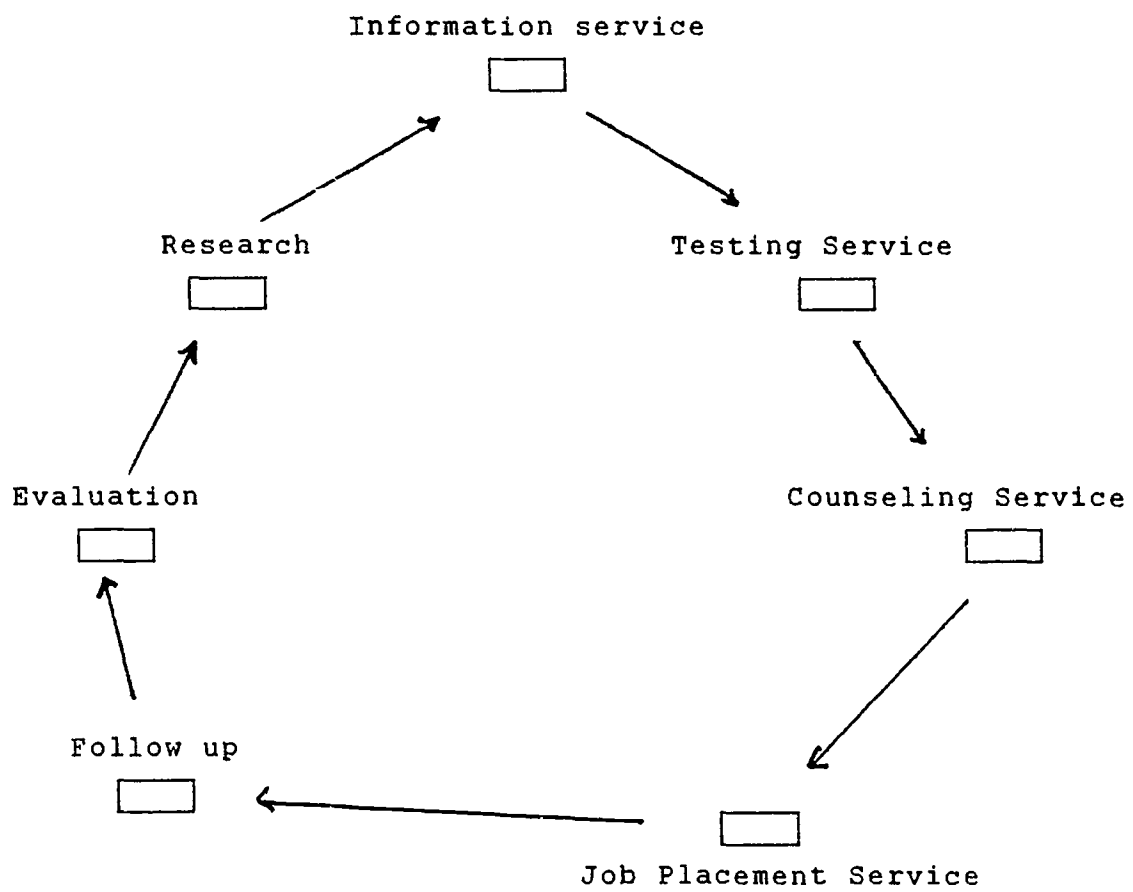 Information service
Research
Testing Service
Evaluation
Counseling Service
Follow up
Job Placement Service